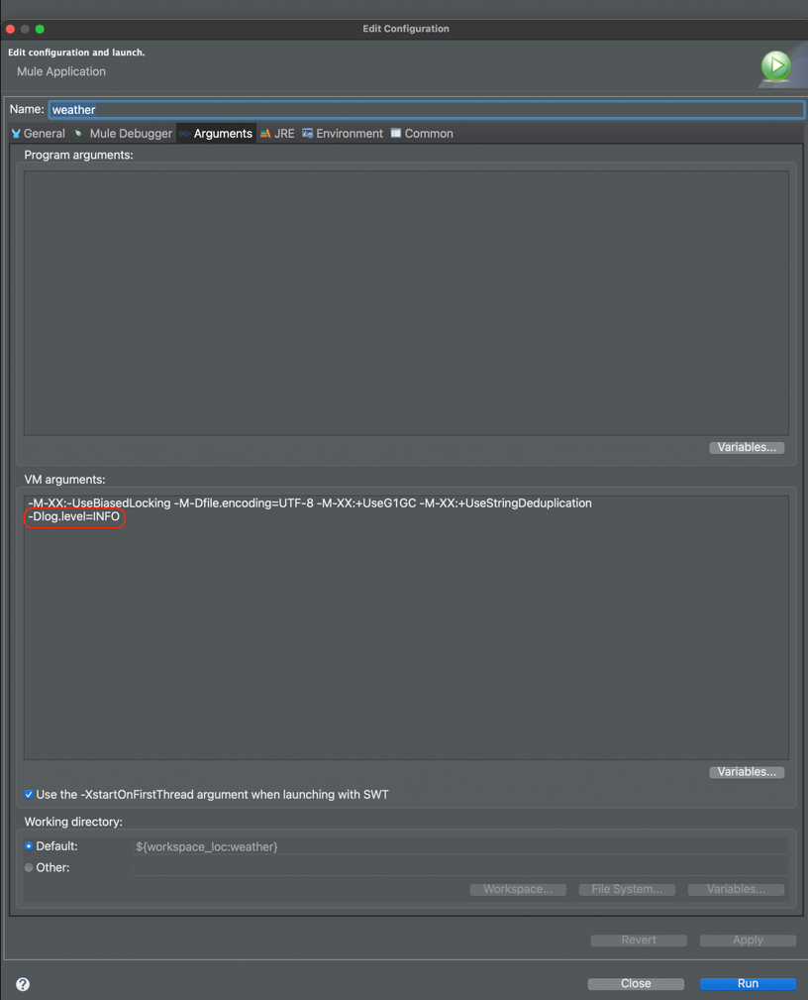 Edit Configuration
Edit configuration and launch.
Mule Application
Name: weather
General Mule Debugger Arguments JRE Environment Common
Program arguments:
Variables...
VM arguments:
-M-XX:-UseBiasedLocking -M-Dfile.encoding=UTF-8 -M-XX:+UseG1GC -M-XX:+UseStringDeduplication
-Dlog.level=INFO
Variables...
Use the -XstartOnFirstThread argument when launching with SWT
Working directory:
Default: ${workspace_loc:weather}
Other:
Workspace... File System... Variables...
Revert Apply
? Close Run